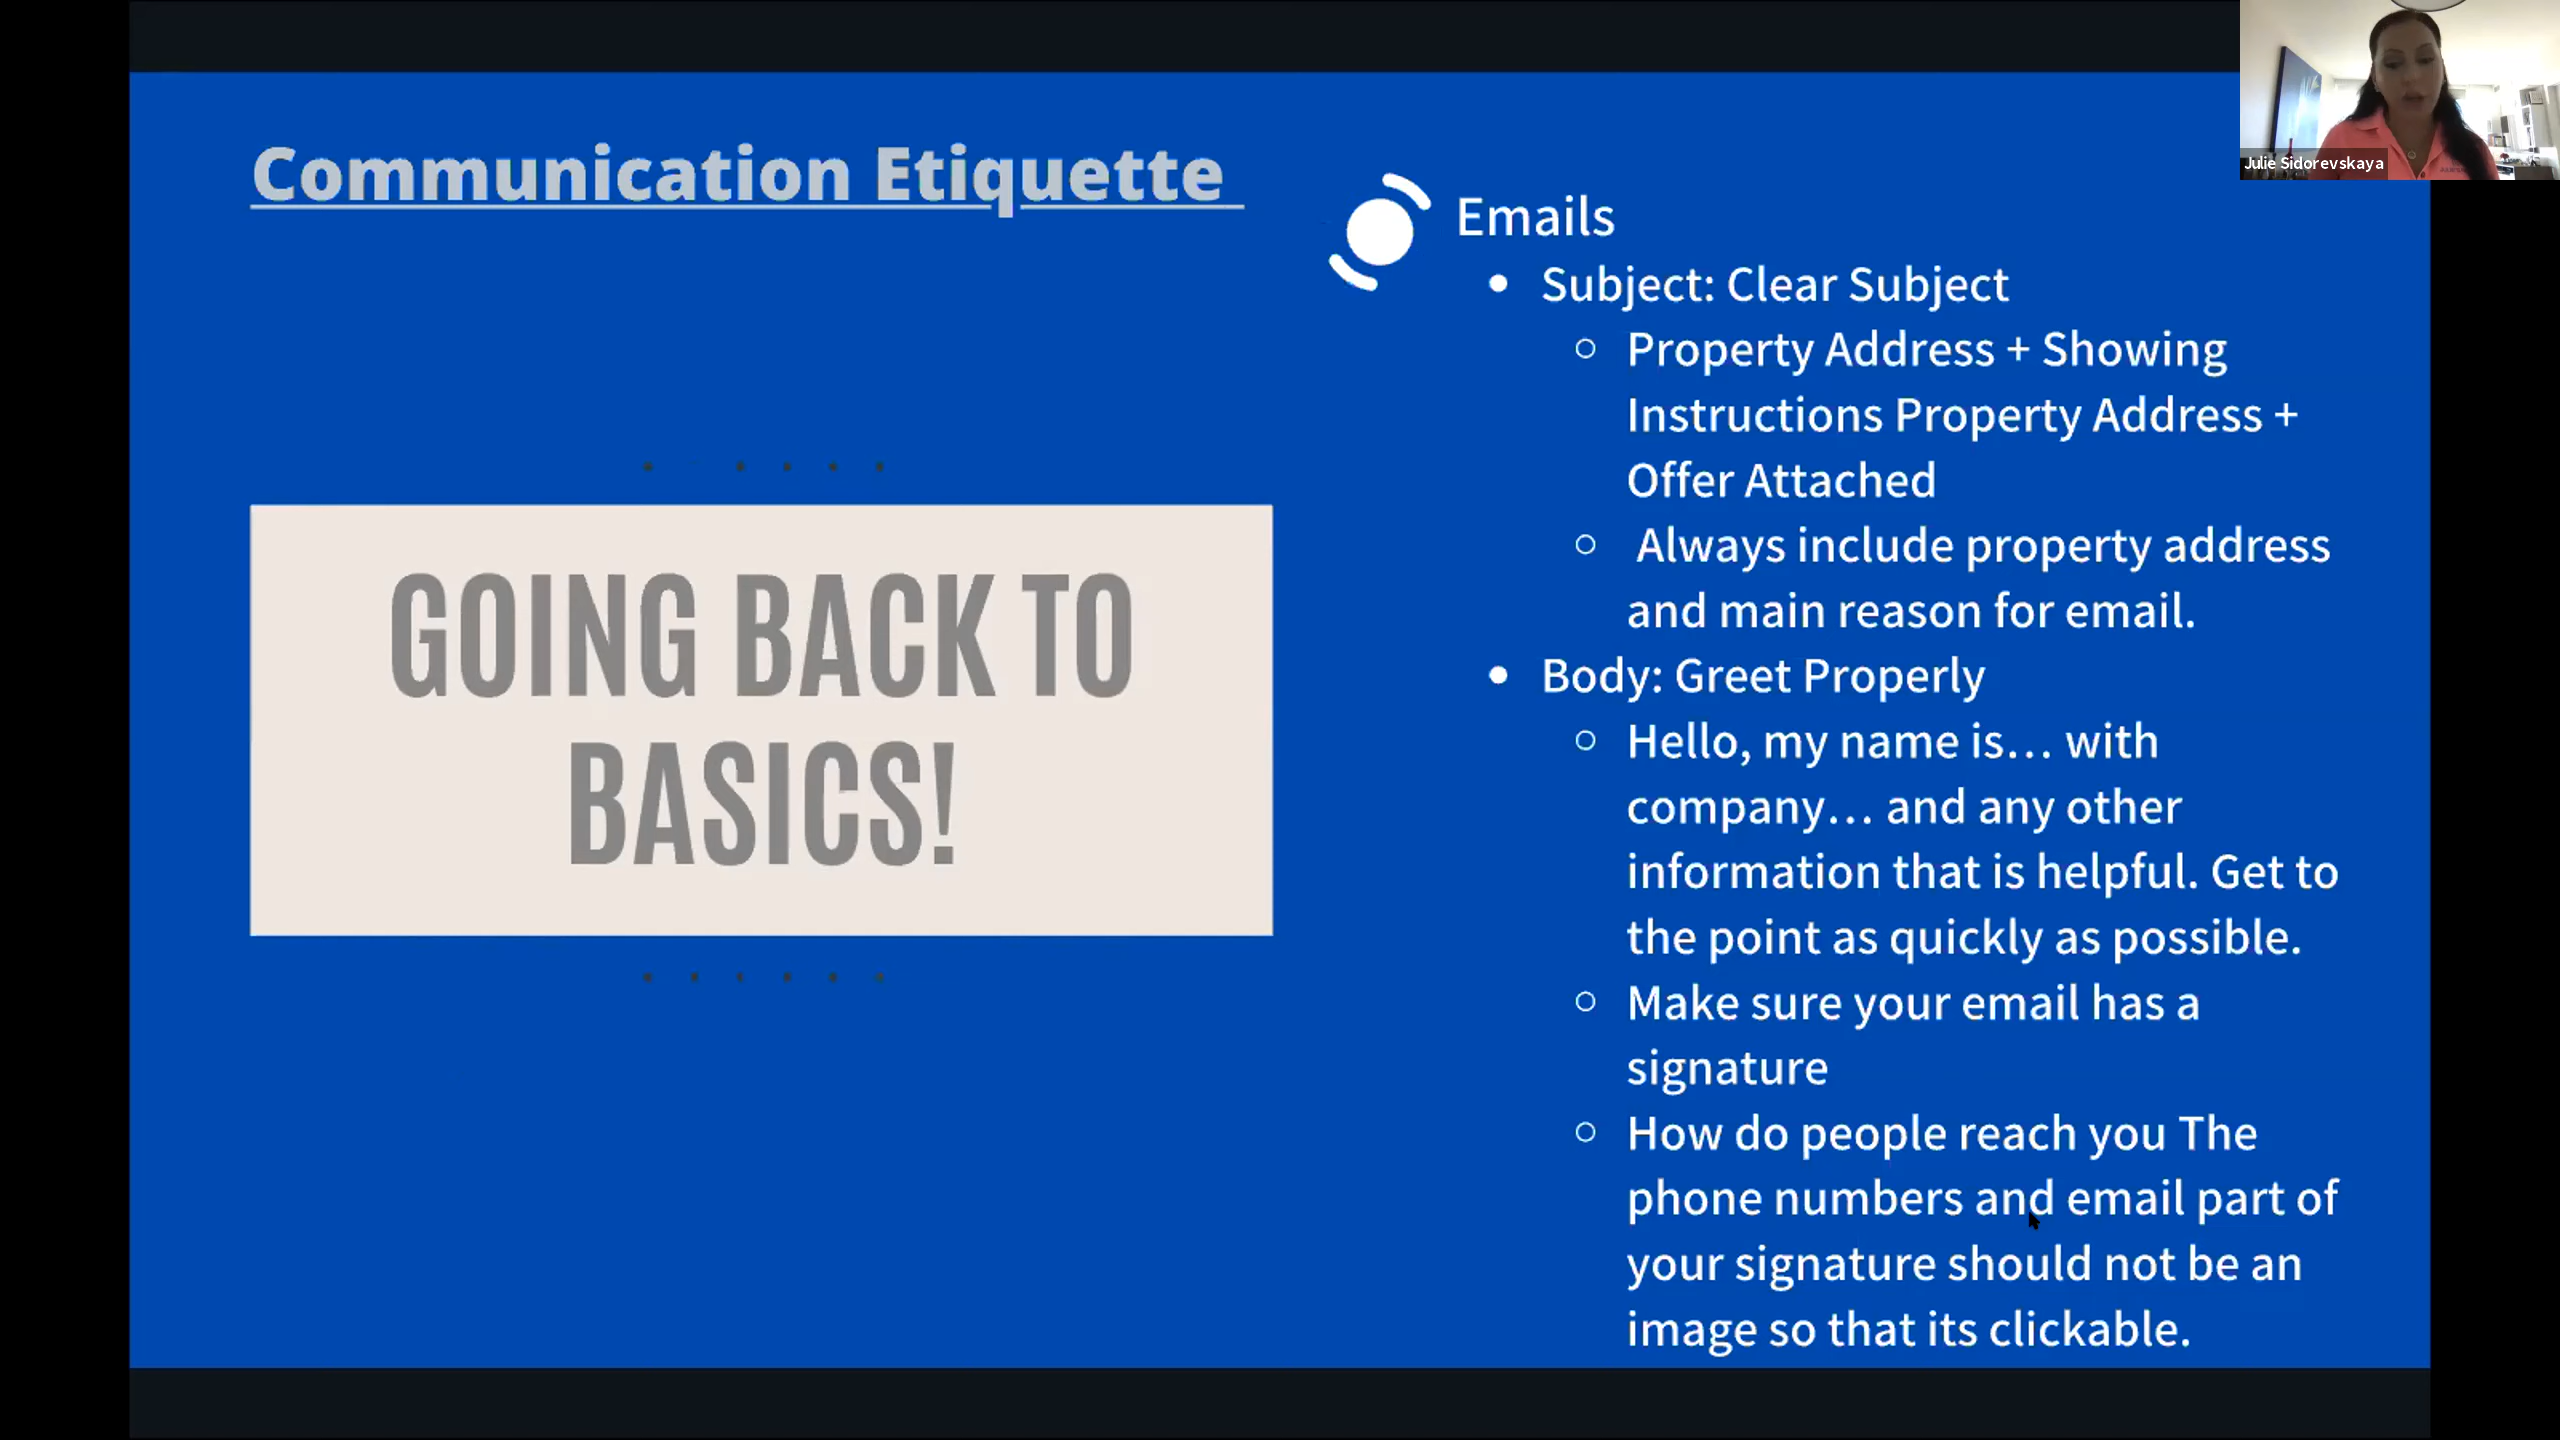 Communication Etiquette
GOING BACK TO
BASICS!
Emails
Subject: Clear Subject
Property Address + Showing
Instructions Property Address +
Offer Attached
Always include property address
and main reason for email.
Body: Greet Properly
Hello, my name is... with
company... and any other
information that is helpful. Get to
the point as quickly as possible.
Make sure your email has a
signature
How do people reach you The
phone numbers and email part of
your signature should not be an
image so that its clickable.
Julie Sidorevskaya